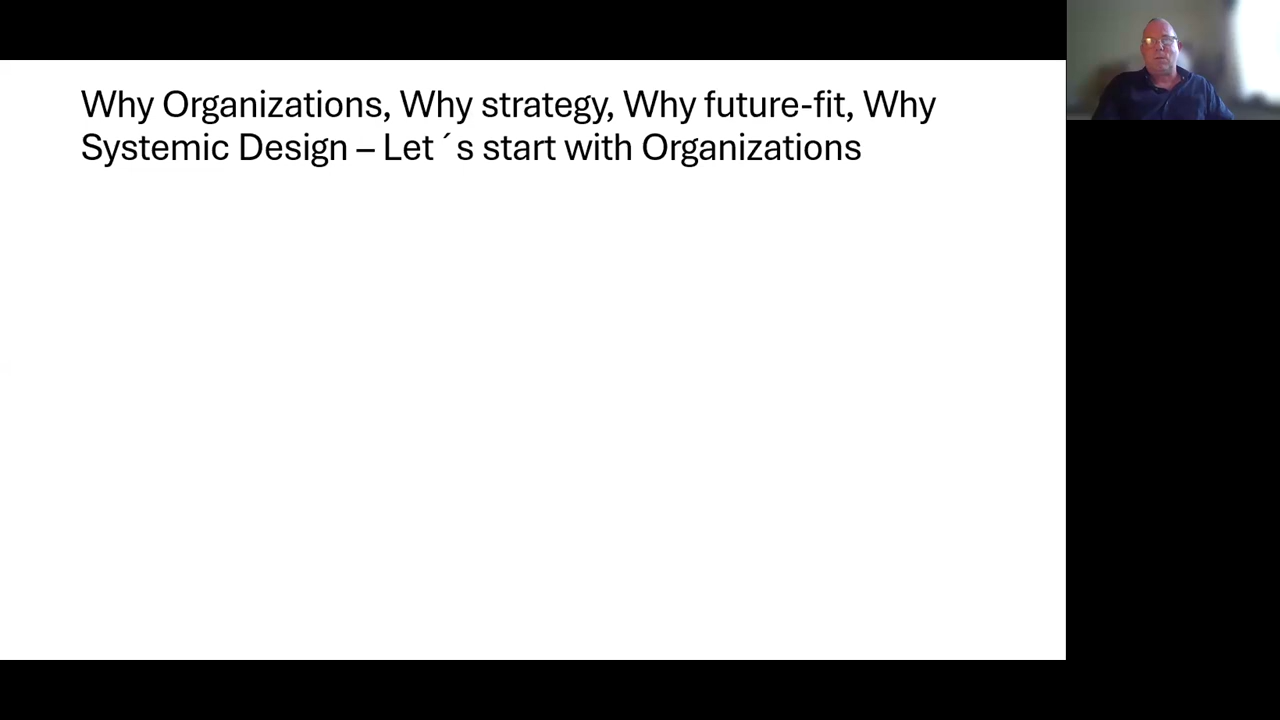 Why Organizations, Why strategy, Why future-fit, Why
Systemic Design – Let ´s start with Organizations